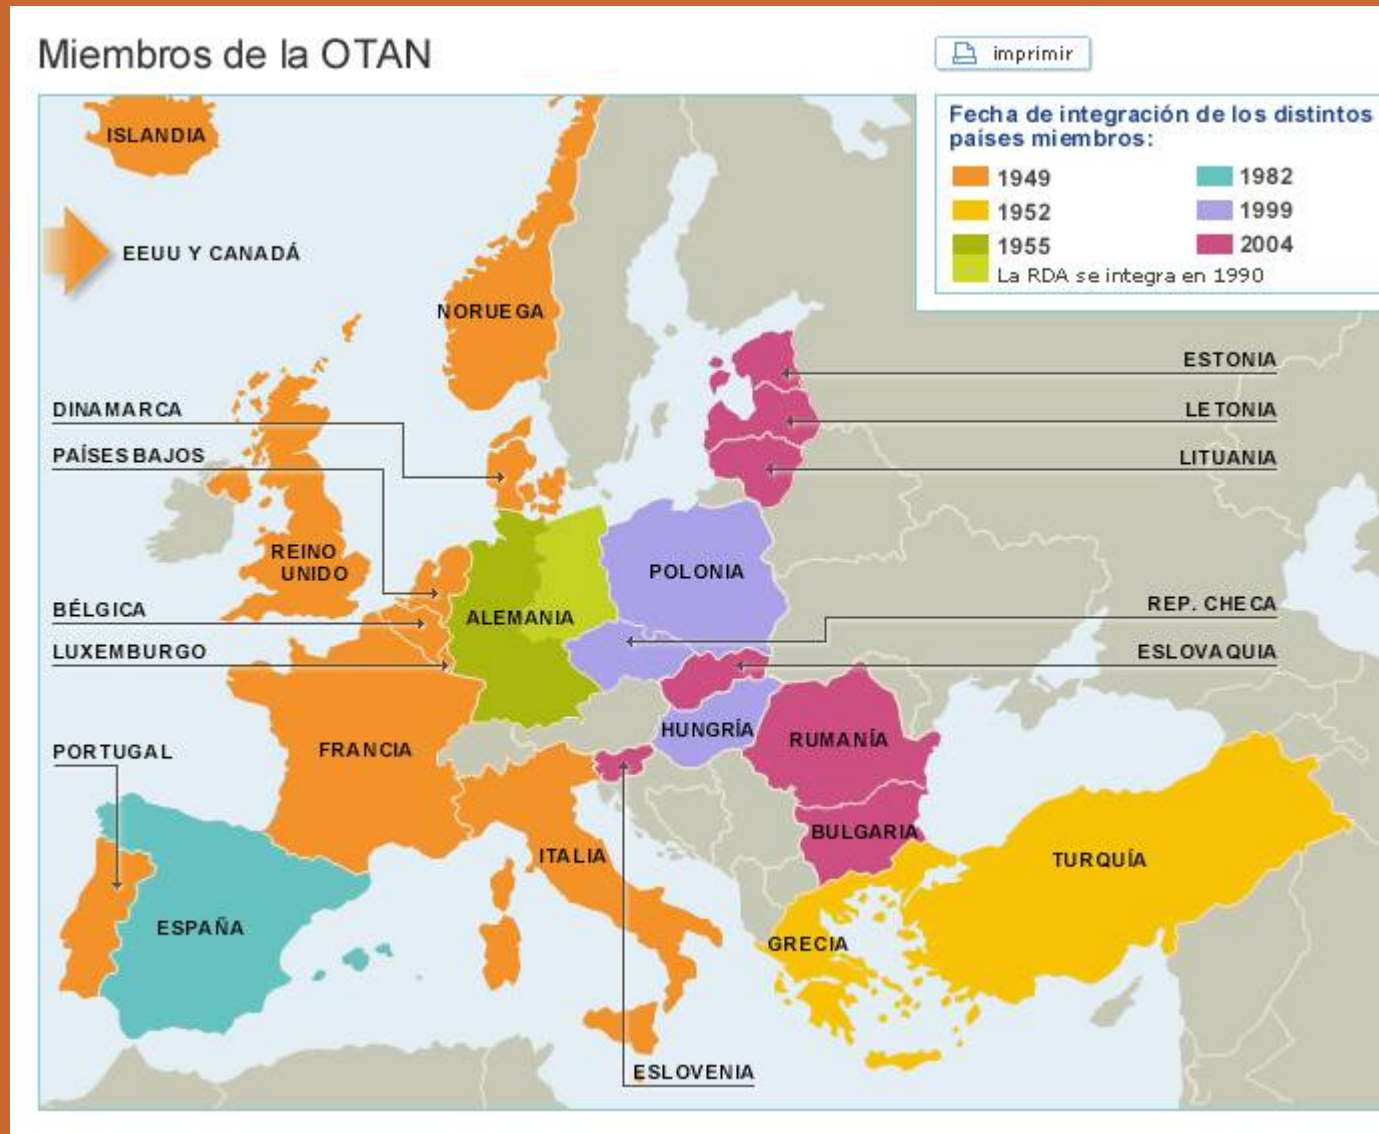 Miembros de la OTAN
imprimir
Fecha de integración de los distintos
países miembros:
1949
1982
1952
1999
1955
2004
La RDA se integra en 1990
ISLANDIA
EEUU Y CANADÁ
NORUEGA
ESTONIA
DINAMARCA
LETONIA
PAÍSES BAJOS
LITUANIA
REINO
UNIDO
POLONIA
BÉLGICA
ALEMANIA
REP. CHECA
LUXEMBURGO
ESLOVAQUIA
PORTUGAL
FRANCIA
HUNGRÍA
RUMANÍA
BULGARIA
ITALIA
TURQUÍA
ESPAÑA
GRECIA
ESLOVENIA